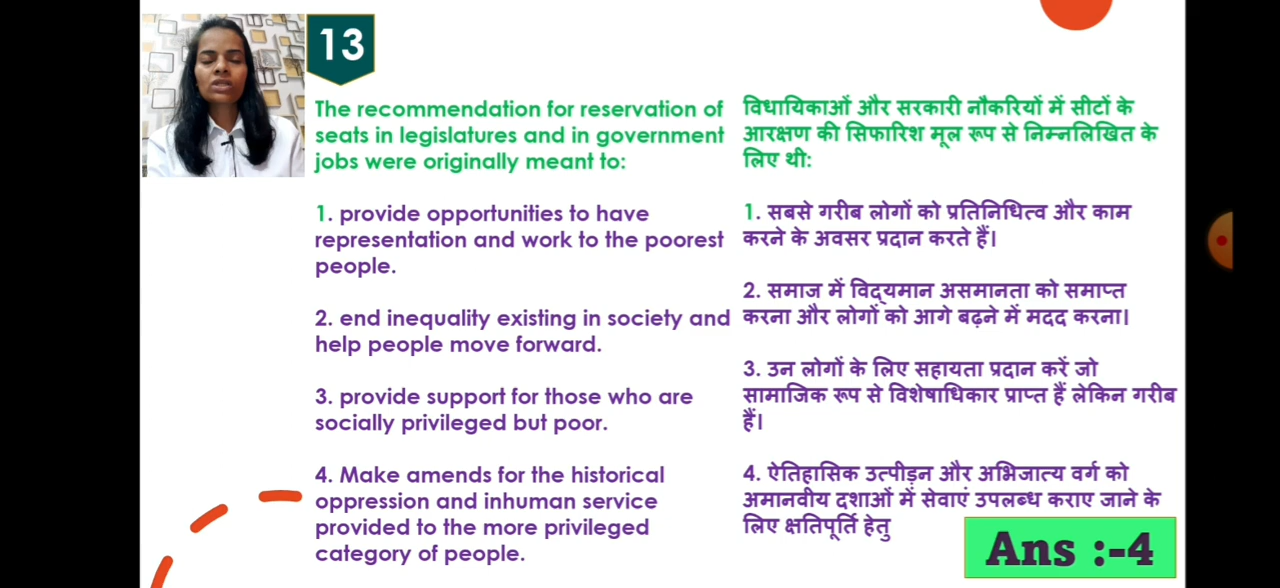 13
The recommendation for reservation of
seats in legislatures and in government
jobs were originally meant to:
1. provide opportunities to have
representation and work to the poorest
people.
2. end inequality existing in society and
help people move forward.
3. provide support for those who are
socially privileged but poor.
4. Make amends for the historical
oppression and inhuman service
provided to the more privileged
category of people.
विधायिकाओं और सरकारी नौकरियों में सीटों के
आरक्षण की सिफारिश मूल रूप से निम्नलिखित के
लिए थी:
1. सबसे गरीब लोगों को प्रतिनिधित्व और काम
करने के अवसर प्रदान करते हैं।
2. समाज में विद्यमान असमानता को समाप्त
करना और लोगों को आगे बढ़ने में मदद करना।
3. उन लोगों के लिए सहायता प्रदान करें जो
सामाजिक रूप से विशेषाधिकार प्राप्त हैं लेकिन गरीब
हैं।
4. ऐतिहासिक उत्पीड़न और अभिजात्य वर्ग को
अमानवीय दशाओं में सेवाएं उपलब्ध कराए जाने के
लिए क्षतिपूर्ति हेतु
Ans :-4